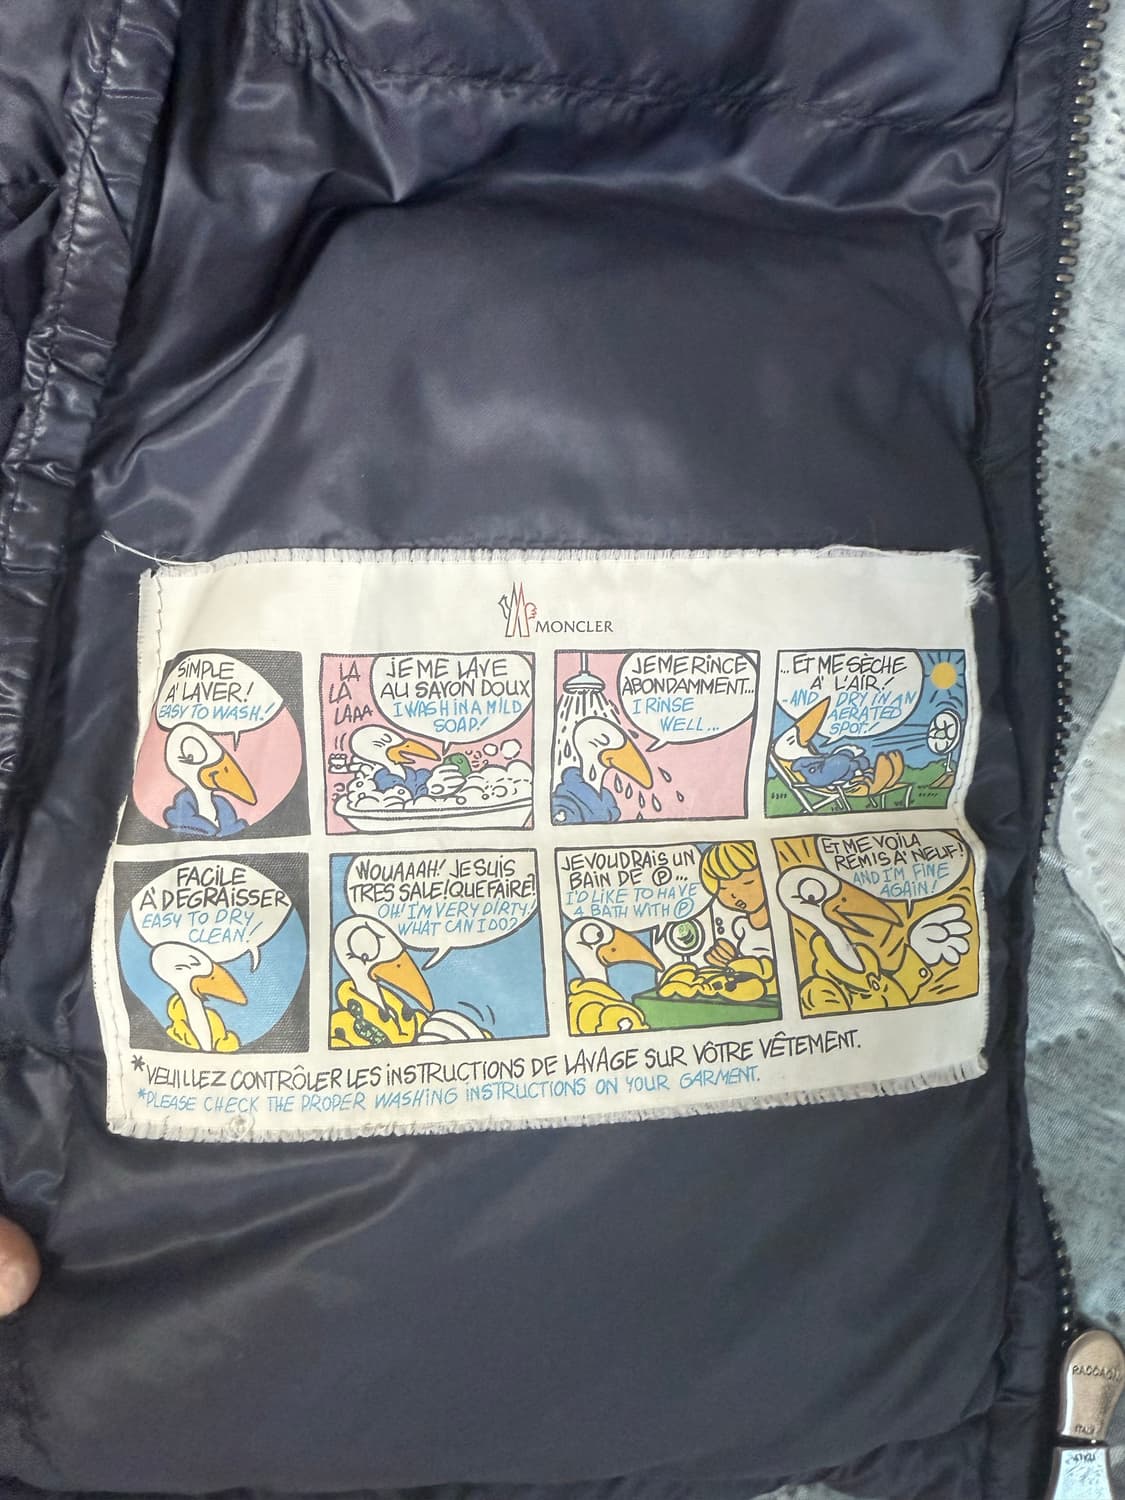 MONCLER
SIMPLE
A' LAVER!
EASY TO WASH!
LA
LA
LAAA
JE ME LAVE
AU SAVON DOUX
I WASH IN A MILD
SOAP!
JE ME RINCE
ABONDAMMENT...
I RINSE
WELL...
...ET ME SÈCHE
A' L'AIR!
-AND I DRY IN AN
AERATED
SPOT!
FACILE
A' DEGRAISSER
EASY TO DRY
CLEAN!
WOUAAAH! JE SUIS
TRES SALE! QUE FAIRE?
OH! I'M VERY DIRTY!
WHAT CAN I DO?
JE VOUDRAIS UN
BAIN DE Ⓟ...
I'D LIKE TO HAVE
A BATH WITH Ⓟ
ET ME VOILA
REMIS A' NEUF!
AND I'M FINE
AGAIN!
*VEUILLEZ CONTRÔLER LES INSTRUCTIONS DE LAVAGE SUR VÔTRE VÊTEMENT.
*PLEASE CHECK THE PROPER WASHING INSTRUCTIONS ON YOUR GARMENT.